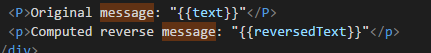 <P>Original message: "{{text}}"</P>
<p>Computed reverse message: "{{reversedText}}"</p>
/div>